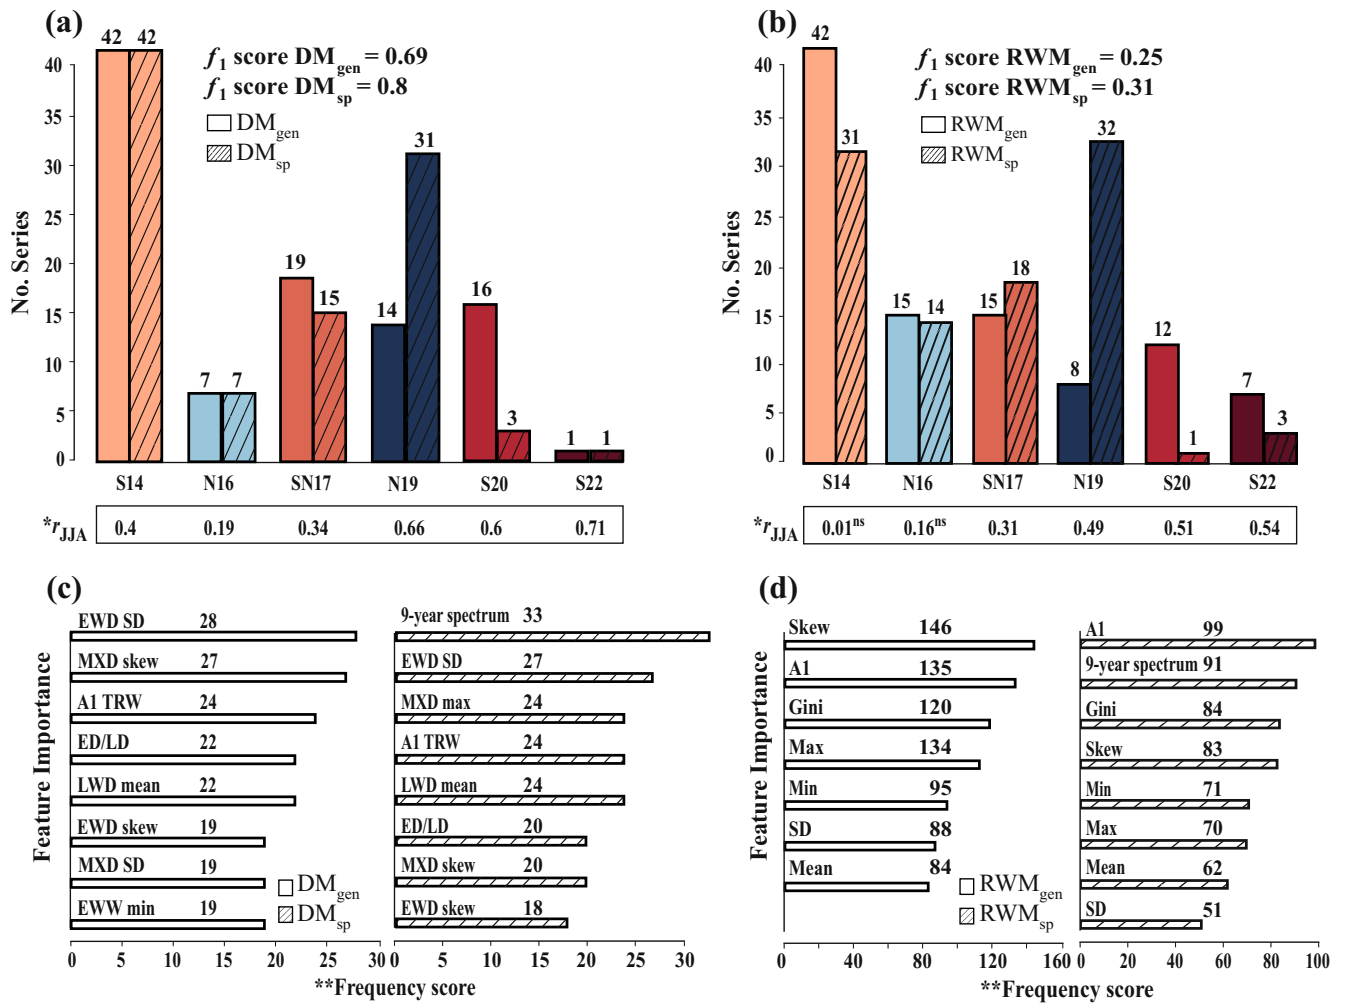 (a)
f1 score DMgen = 0.69
f1 score DMsp = 0.8
DMgen
DMsp
No. Series
40
35
30
25
20
15
10
5
0
42 42
7 7
19 15
14 31
16 3
1 1
S14 N16 SN17 N19 S20 S22
*rJJA 0.4 0.19 0.34 0.66 0.6 0.71
(b)
f1 score RWMgen = 0.25
f1 score RWMsp = 0.31
RWMgen
RWMsp
No. Series
40
35
30
25
20
15
10
5
0
42 31
15 14
15 18
8 32
12 1
7 3
S14 N16 SN17 N19 S20 S22
*rJJA 0.01ns 0.16ns 0.31 0.49 0.51 0.54
(c)
Feature Importance
EWD SD 28
MXD skew 27
A1 TRW 24
ED/LD 22
LWD mean 22
EWD skew 19
MXD SD 19
EWW min 19
DMgen
DMsp
0 5 10 15 20 25 30
9-year spectrum 33
EWD SD 27
MXD max 24
A1 TRW 24
LWD mean 24
ED/LD 20
MXD skew 20
EWD skew 18
0 5 10 15 20 25 30
**Frequency score
(d)
Feature Importance
Skew 146
A1 135
Gini 120
Max 134
Min 95
SD 88
Mean 84
RWMgen
RWMsp
0 40 80 120 160
A1 99
9-year spectrum 91
Gini 84
Skew 83
Min 71
Max 70
Mean 62
SD 51
0 20 40 60 80 100
**Frequency score